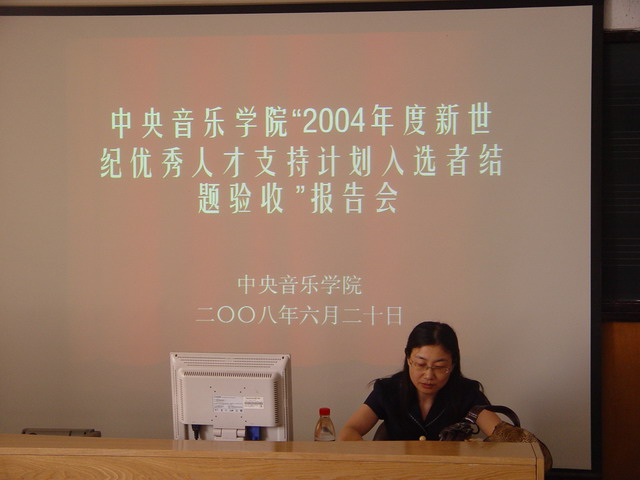 中央音乐学院“2004年度新世
纪优秀人才支持计划入选者结
题验收”报告会
中央音乐学院
二〇〇八年六月二十日